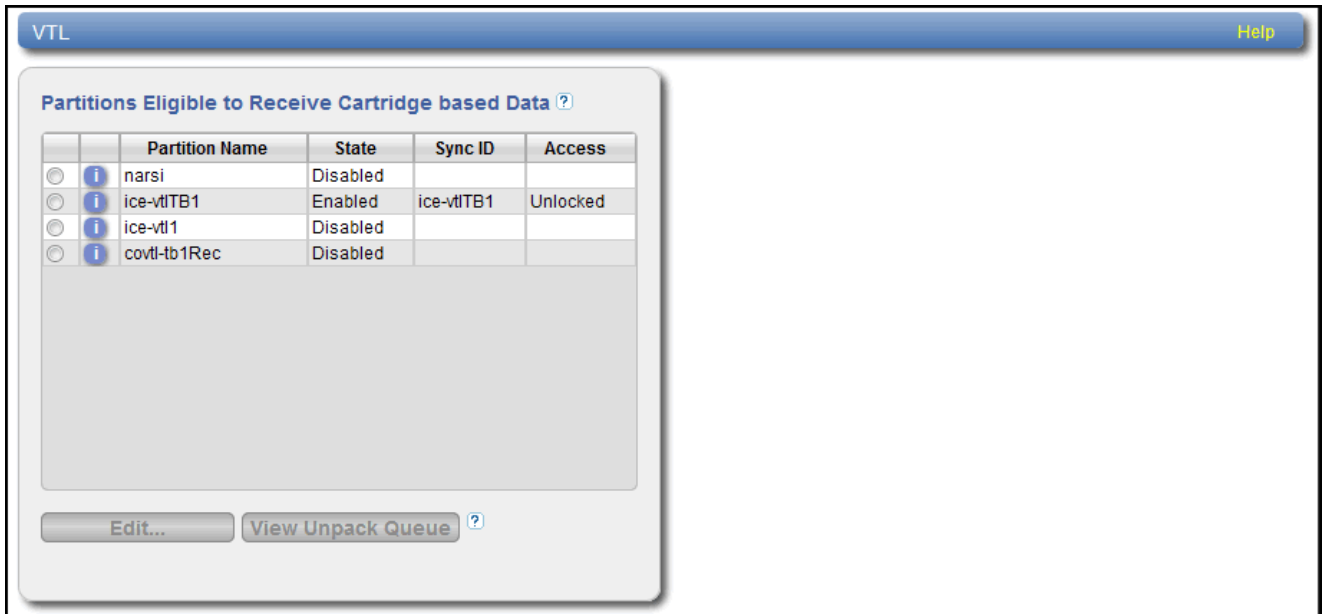 VTL Help
Partitions Eligible to Receive Cartridge based Data ?
Partition Name State Sync ID Access
i narsi Disabled
i ice-vtlTB1 Enabled ice-vtlTB1 Unlocked
i ice-vtl1 Disabled
i covtl-tb1Rec Disabled
Edit... View Unpack Queue ?